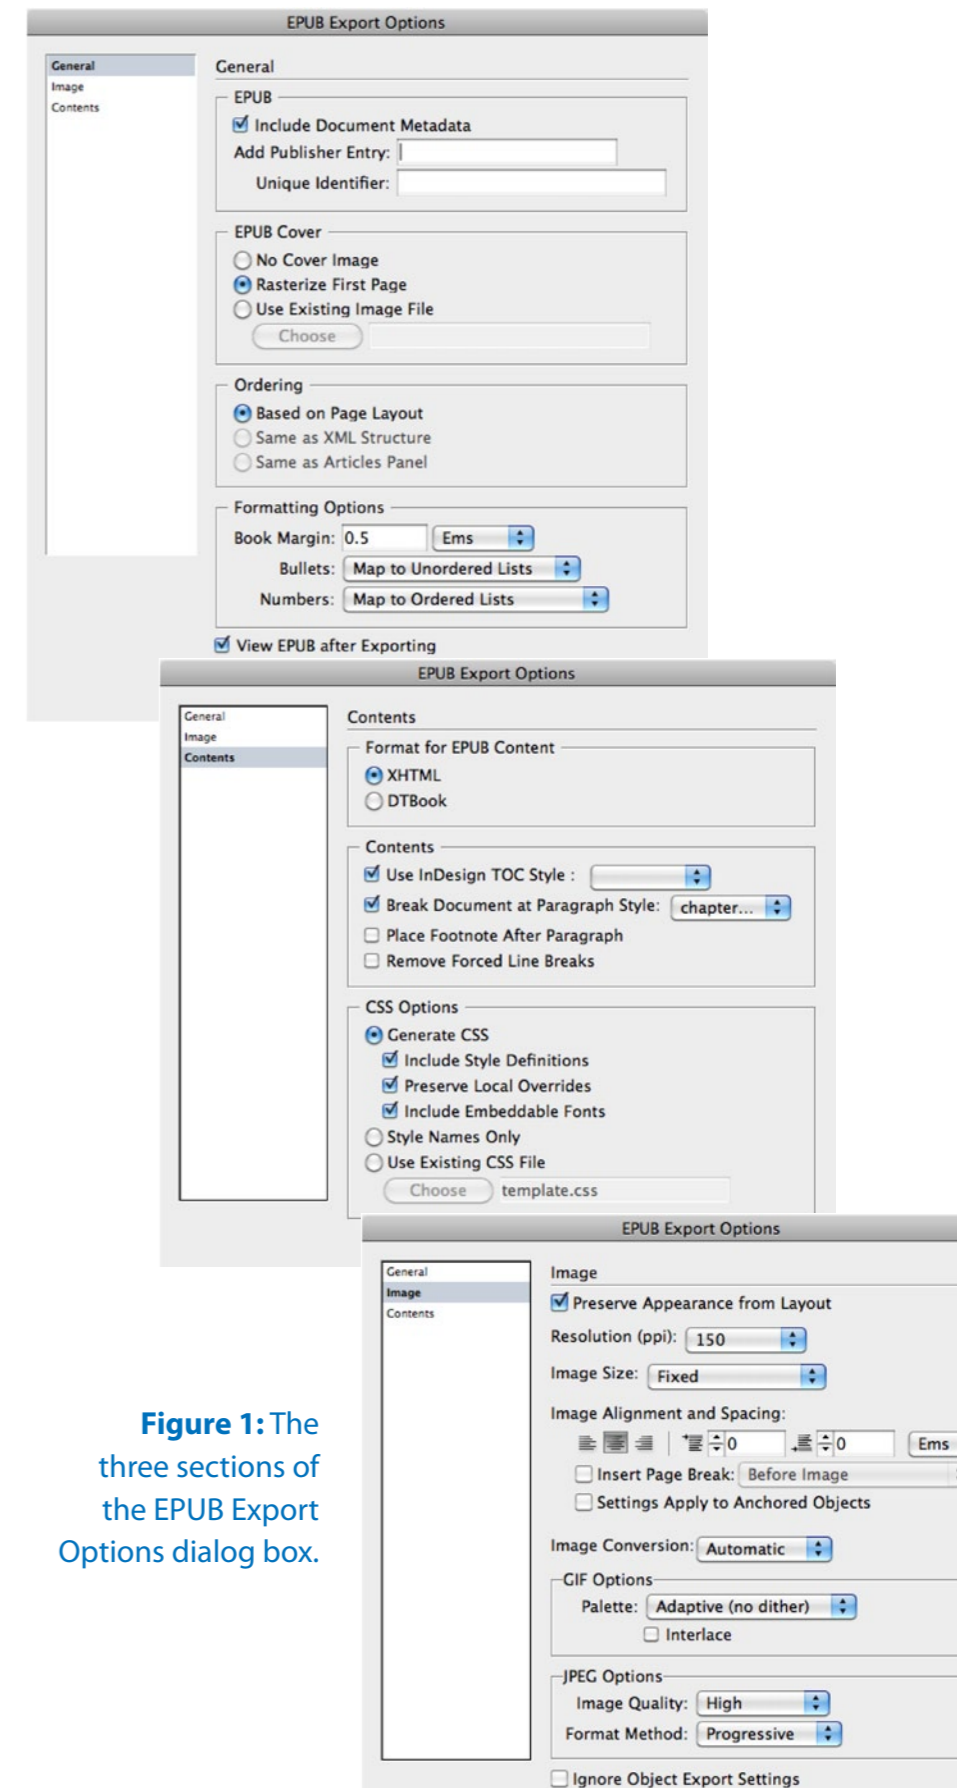 EPUB Export Options
General
Image
Contents
General
EPUB
Include Document Metadata
Add Publisher Entry:
Unique Identifier:
EPUB Cover
No Cover Image
Rasterize First Page
Use Existing Image File
Choose
Ordering
Based on Page Layout
Same as XML Structure
Same as Articles Panel
Formatting Options
Book Margin: 0.5 Ems
Bullets: Map to Unordered Lists
Numbers: Map to Ordered Lists
View EPUB after Exporting
EPUB Export Options
General
Image
Contents
Contents
Format for EPUB Content
XHTML
DTBook
Contents
Use InDesign TOC Style :
Break Document at Paragraph Style: chapter...
Place Footnote After Paragraph
Remove Forced Line Breaks
CSS Options
Generate CSS
Include Style Definitions
Preserve Local Overrides
Include Embeddable Fonts
Style Names Only
Use Existing CSS File
Choose template.css
EPUB Export Options
General
Image
Contents
Image
Preserve Appearance from Layout
Resolution (ppi): 150
Image Size: Fixed
Image Alignment and Spacing:
0 0 Ems
Insert Page Break: Before Image
Settings Apply to Anchored Objects
Image Conversion: Automatic
GIF Options
Palette: Adaptive (no dither)
Interlace
JPEG Options
Image Quality: High
Format Method: Progressive
Ignore Object Export Settings
Figure 1: The
three sections of
the EPUB Export
Options dialog box.